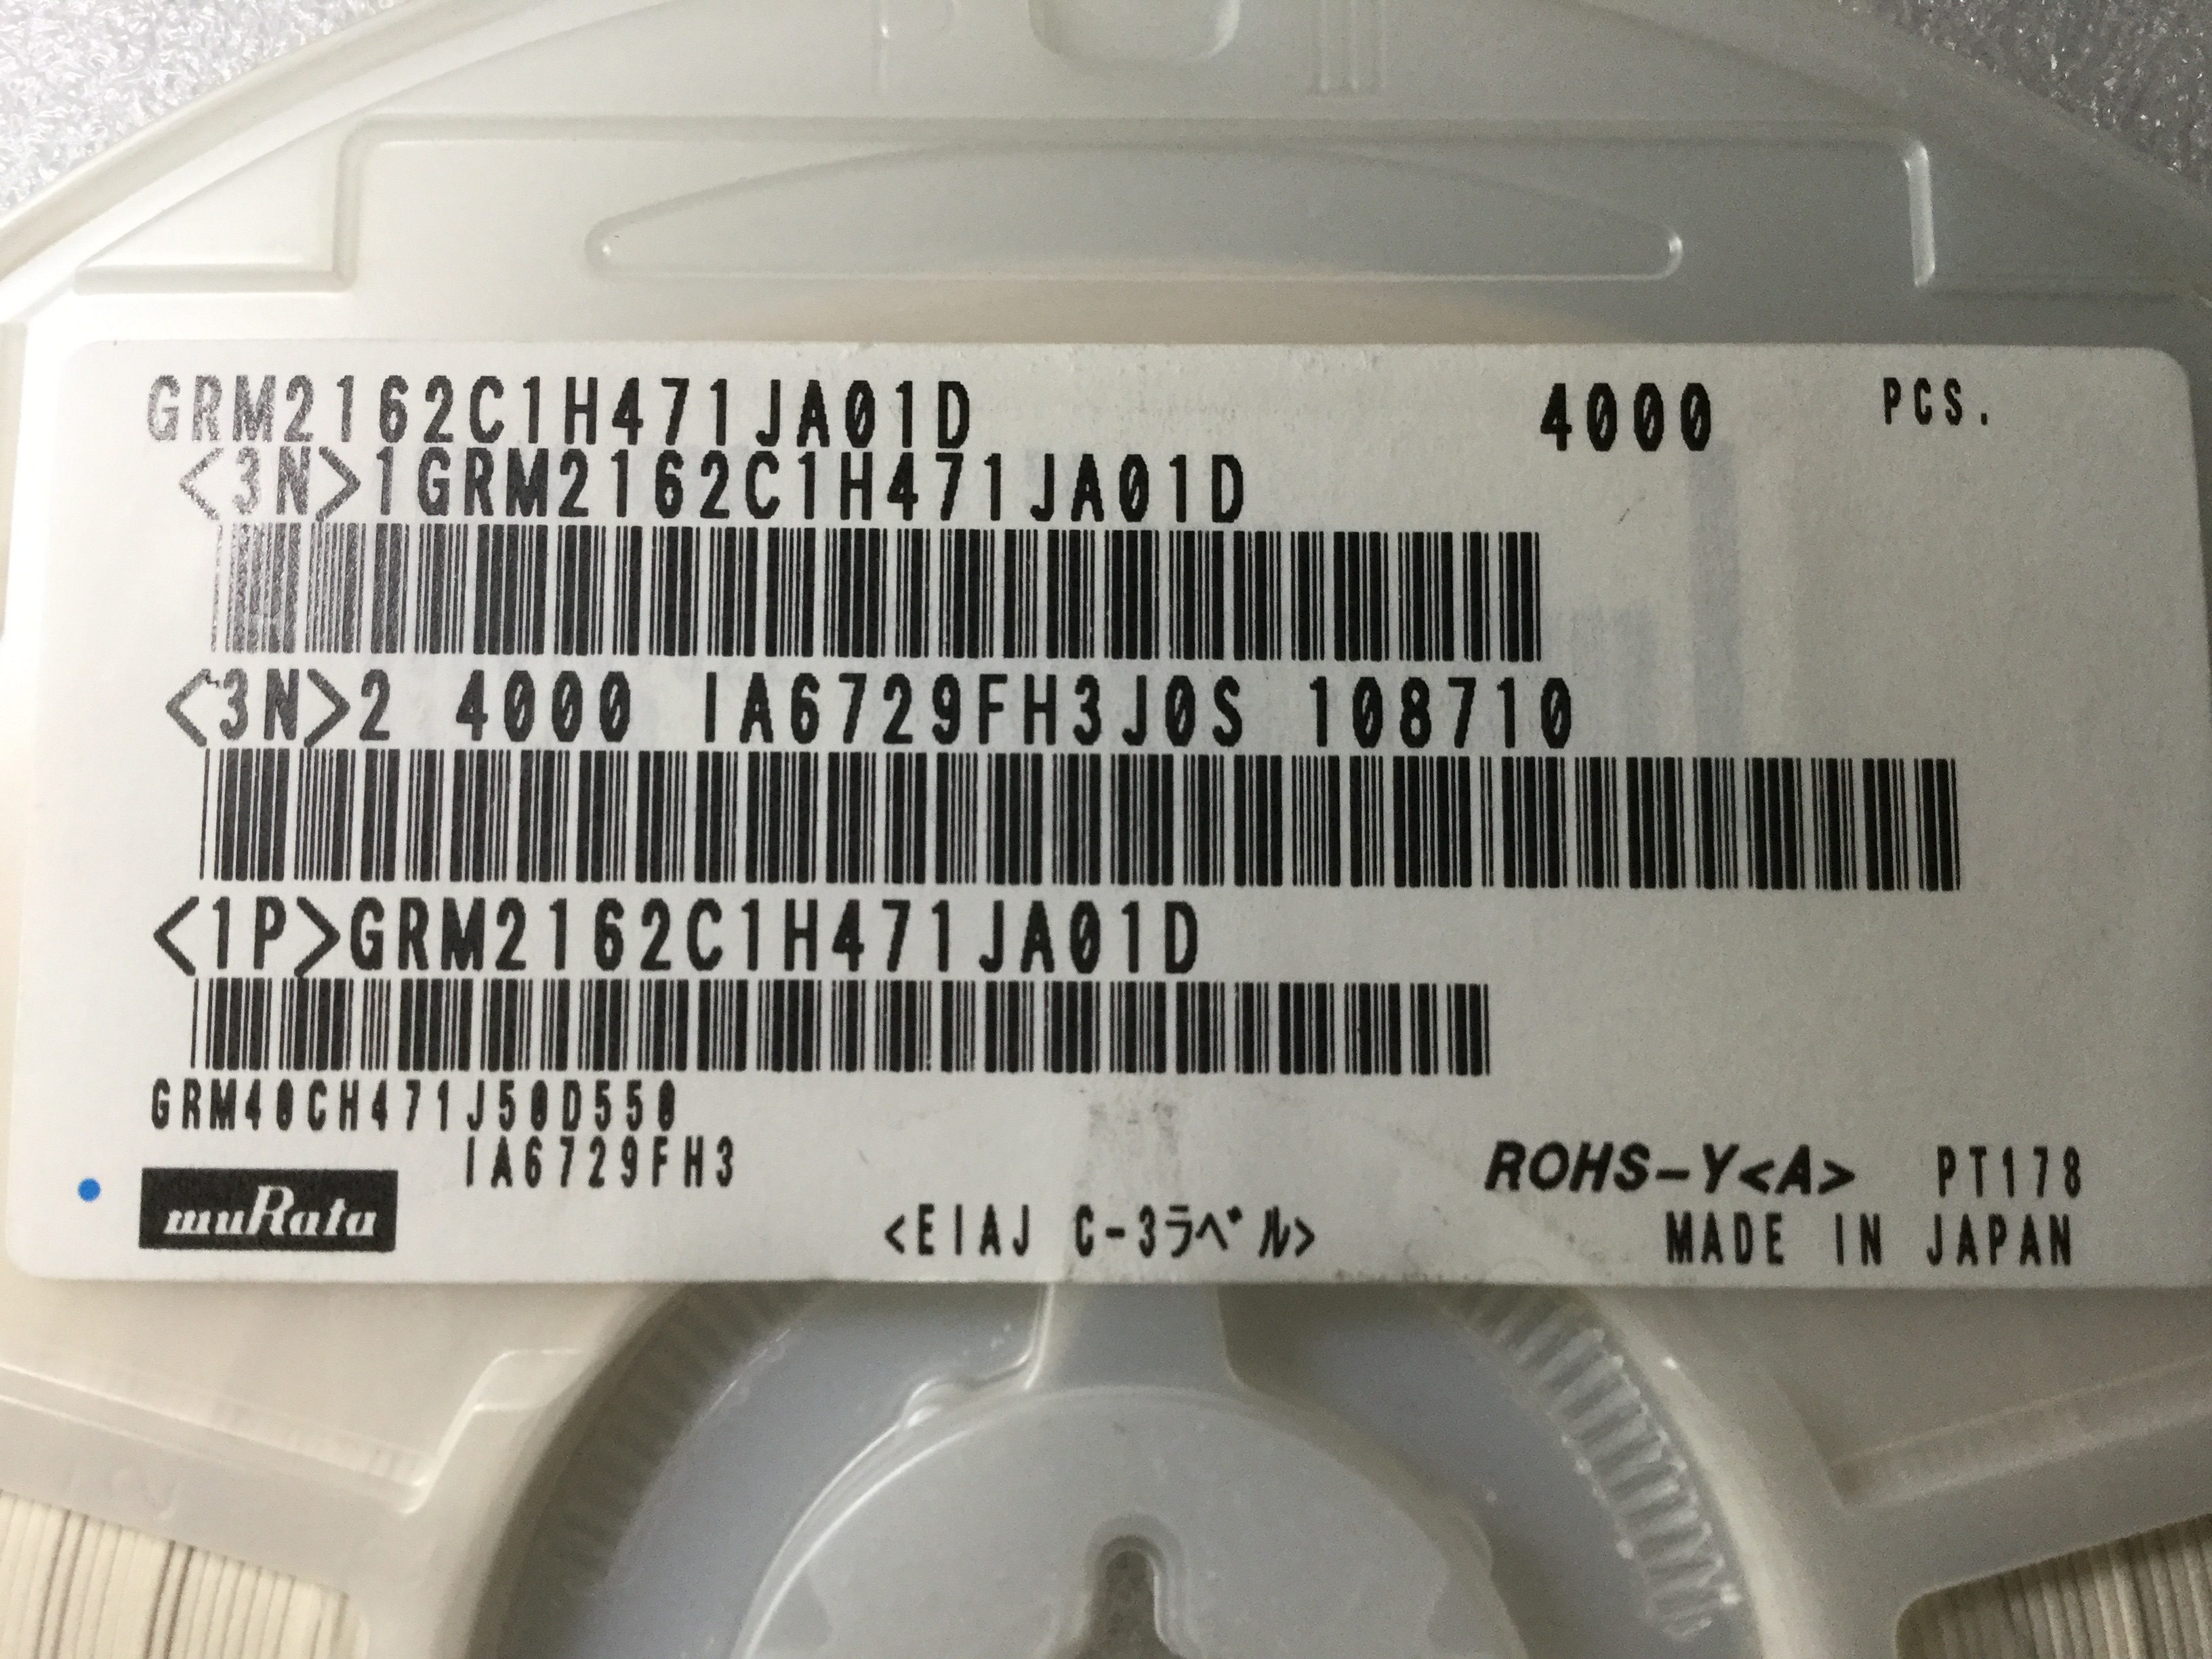 GRM2162C1H471JA01D 4000 PCS.
<3N>1GRM2162C1H471JA01D
<3N>2 4000 IA6729FH3J0S 108710
<1P>GRM2162C1H471JA01D
GRM40CH471J50D550
IA6729FH3
muRata
<EIAJ C-3ラベル>
ROHS-Y<A> PT178
MADE IN JAPAN